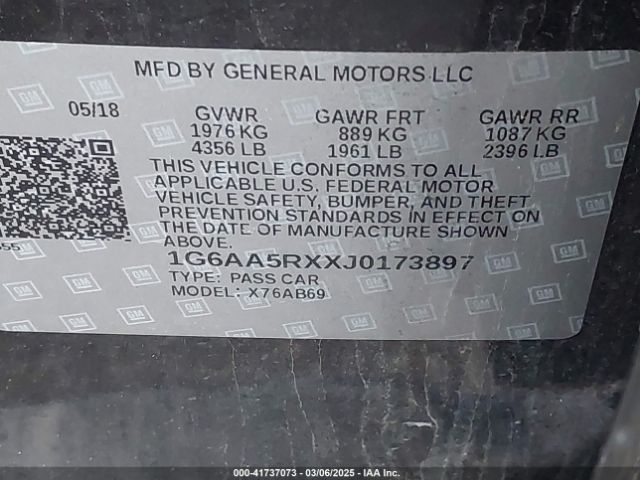 MFD BY GENERAL MOTORS LLC
05/18 GVWR GAWR FRT GAWR RR
1976 KG 889 KG 1087 KG
4356 LB 1961 LB 2396 LB
THIS VEHICLE CONFORMS TO ALL
APPLICABLE U.S. FEDERAL MOTOR
VEHICLE SAFETY, BUMPER, AND THEFT
PREVENTION STANDARDS IN EFFECT ON
THE DATE OF MANUFACTURE SHOWN
ABOVE.
1G6AA5RXXJ0173897
TYPE: PASS CAR
MODEL: X76AB69
000-41737073 — 03/06/2025 — IAA Inc.